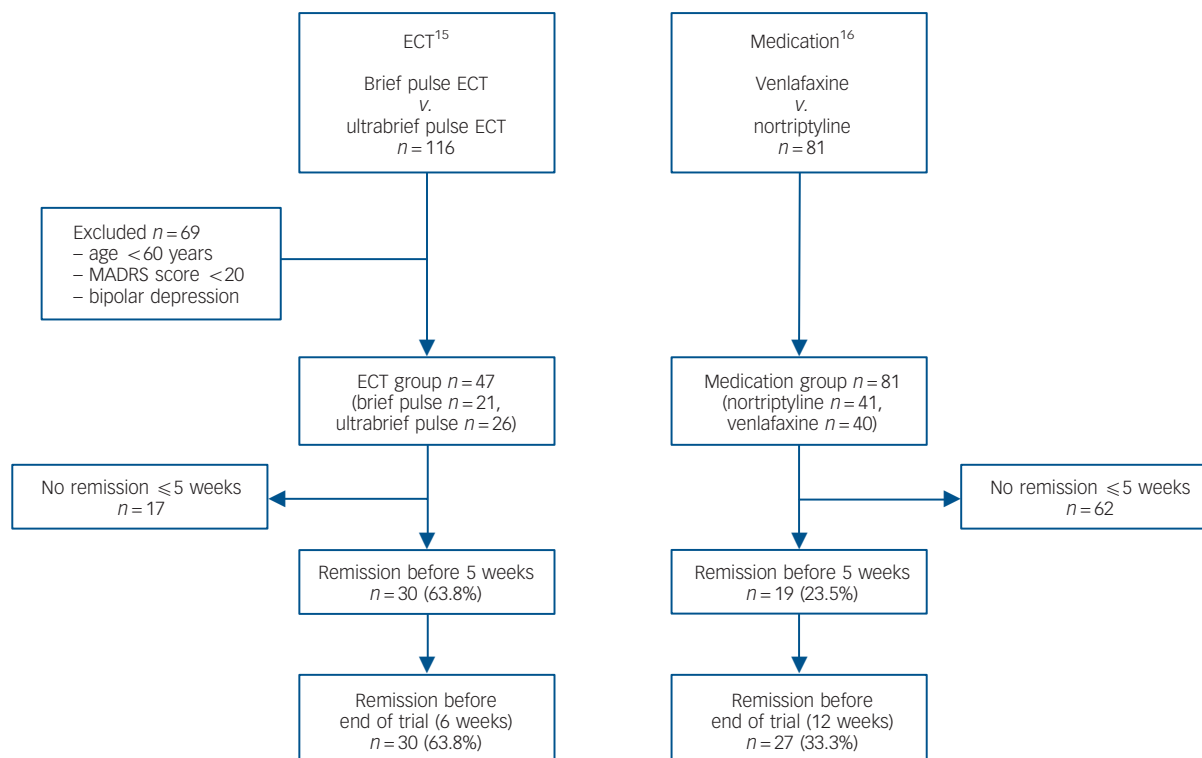 ECT15
Brief pulse ECT
v.
ultrabrief pulse ECT
n=116
Medication16
Venlafaxine
v.
nortriptyline
n=81
Excluded n=69
– age <60 years
– MADRS score <20
– bipolar depression
ECT group n=47
(brief pulse n=21,
ultrabrief pulse n=26)
Medication group n=81
(nortriptyline n=41,
venlafaxine n=40)
No remission ⩽5 weeks
n=17
No remission ⩽5 weeks
n=62
Remission before 5 weeks
n=30 (63.8%)
Remission before 5 weeks
n=19 (23.5%)
Remission before
end of trial (6 weeks)
n=30 (63.8%)
Remission before
end of trial (12 weeks)
n=27 (33.3%)